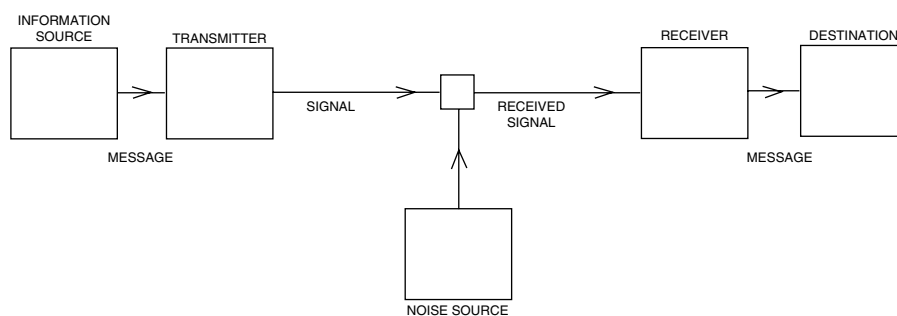 INFORMATION
SOURCE
TRANSMITTER
RECEIVER
DESTINATION
SIGNAL
RECEIVED
SIGNAL
MESSAGE
MESSAGE
NOISE SOURCE